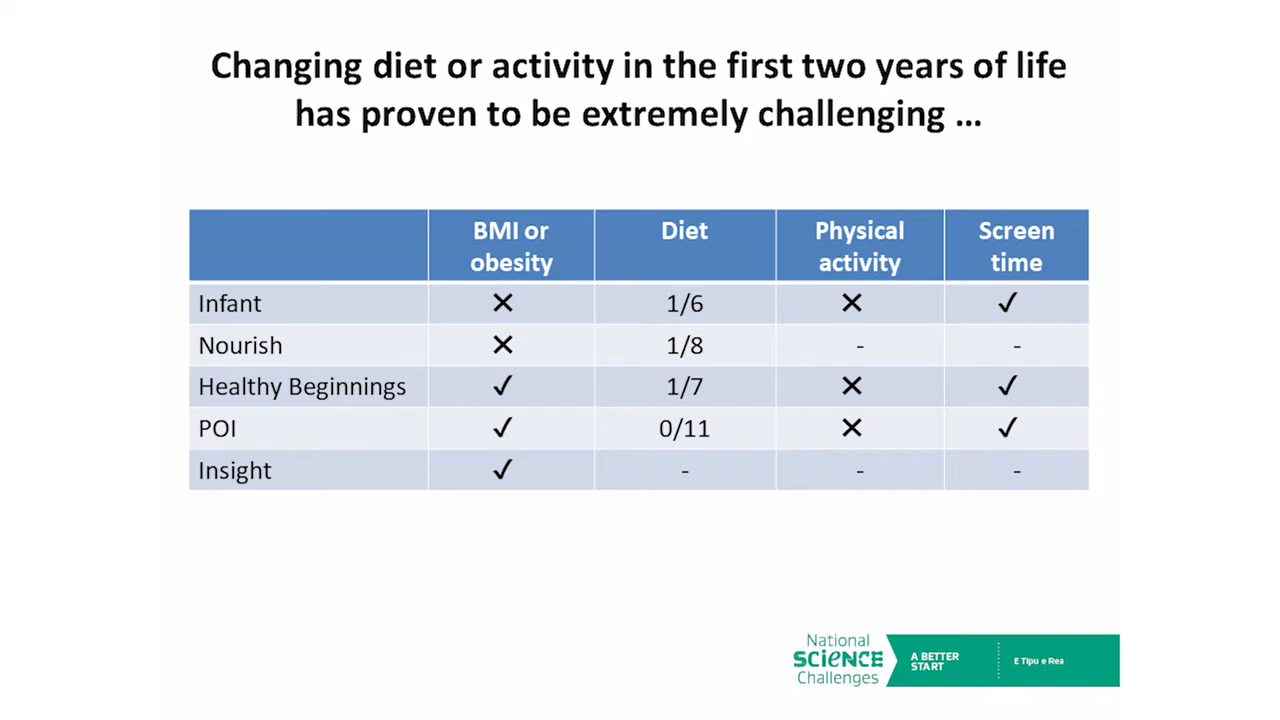 Changing diet or activity in the first two years of life
has proven to be extremely challenging …
BMI or obesity Diet Physical activity Screen time
Infant ✕ 1/6 ✕ ✓
Nourish ✕ 1/8 - -
Healthy Beginnings ✓ 1/7 ✕ ✓
POI ✓ 0/11 ✕ ✓
Insight ✓ - - -
National
SCIENCE
Challenges
A BETTER
START
E Tipu e Rea